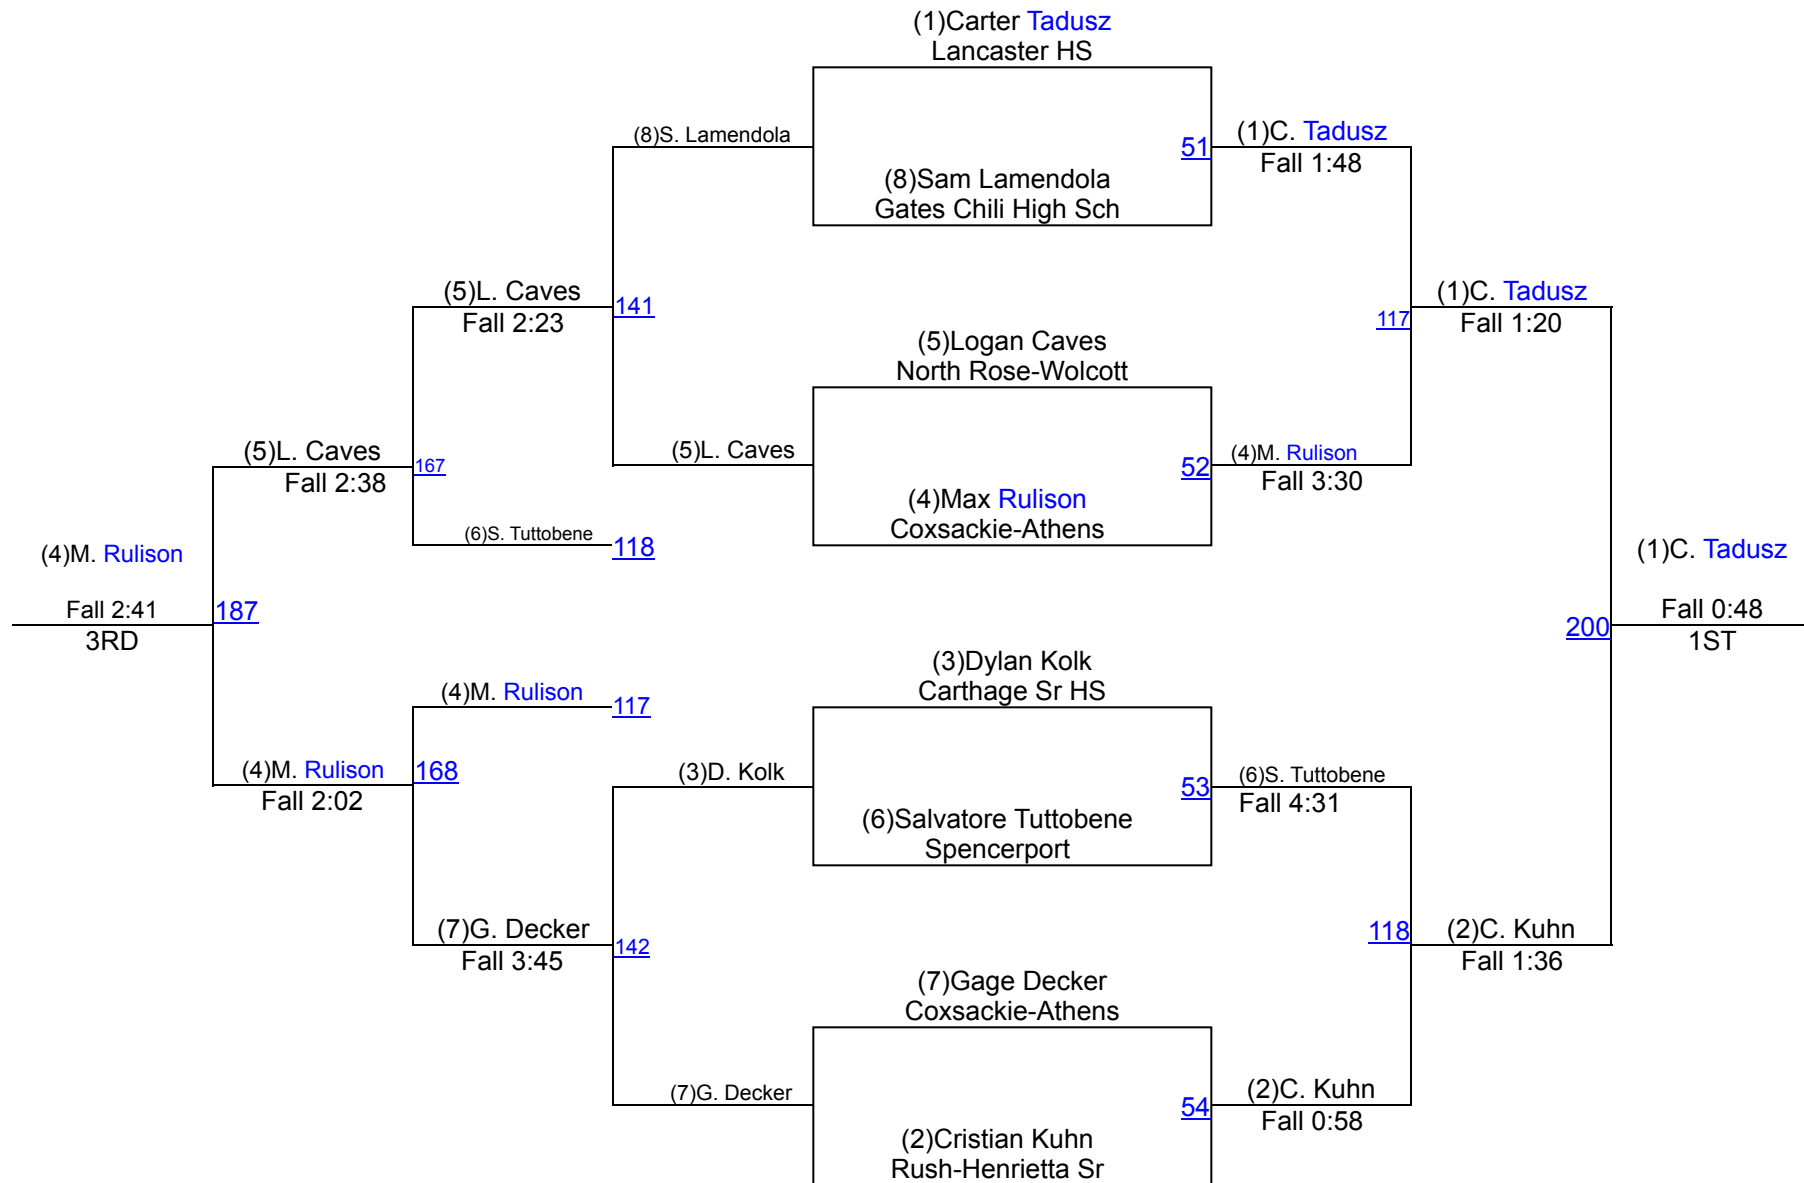 (1)Carter Tadusz
Lancaster HS
(8)S. Lamendola
51
(1)C. Tadusz
Fall 1:48
(8)Sam Lamendola
Gates Chili High Sch
(5)L. Caves
Fall 2:23
141
(1)C. Tadusz
Fall 1:20
117
(5)Logan Caves
North Rose-Wolcott
(5)L. Caves
Fall 2:38
167
(5)L. Caves
52
(4)M. Rulison
Fall 3:30
(4)Max Rulison
Coxsackie-Athens
(6)S. Tuttobene
118
(4)M. Rulison
Fall 2:41
3RD
187
(1)C. Tadusz
Fall 0:48
1ST
200
(3)Dylan Kolk
Carthage Sr HS
(4)M. Rulison
117
(4)M. Rulison
Fall 2:02
168
(3)D. Kolk
53
(6)S. Tuttobene
Fall 4:31
(6)Salvatore Tuttobene
Spencerport
(7)G. Decker
Fall 3:45
142
118
(2)C. Kuhn
Fall 1:36
(7)Gage Decker
Coxsackie-Athens
(7)G. Decker
54
(2)C. Kuhn
Fall 0:58
(2)Cristian Kuhn
Rush-Henrietta Sr